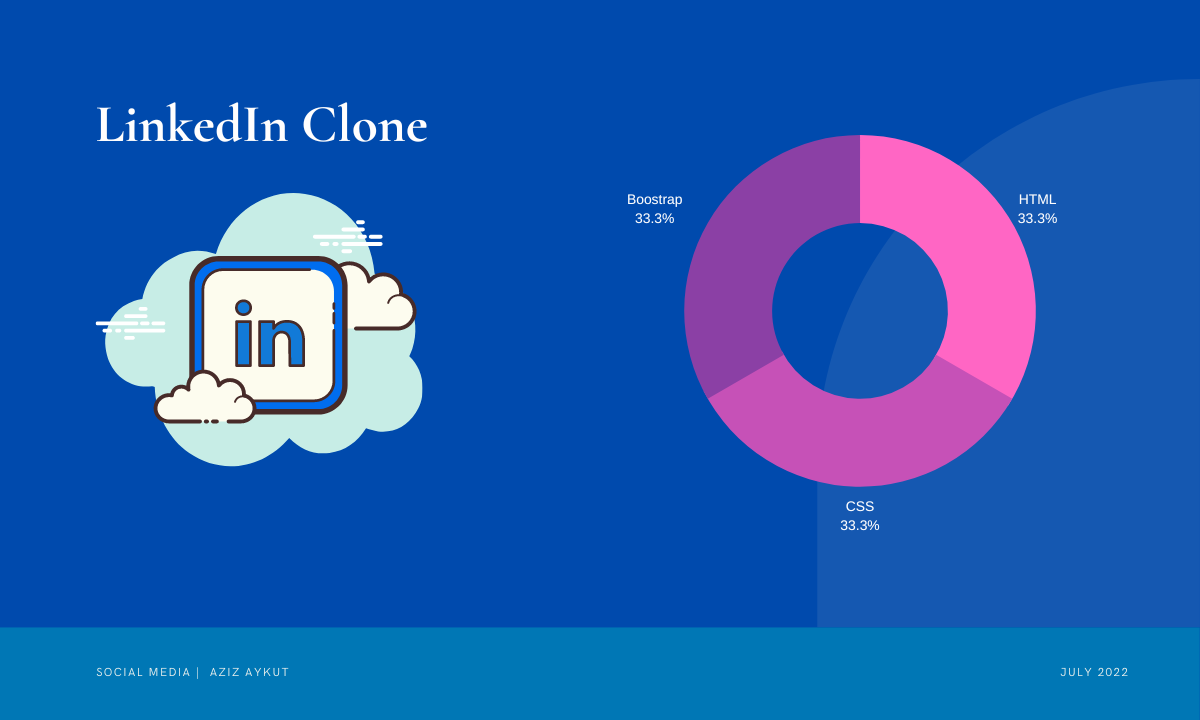 LinkedIn Clone
in
Boostrap
33.3%
HTML
33.3%
CSS
33.3%
SOCIAL MEDIA | AZIZ AYKUT
JULY 2022